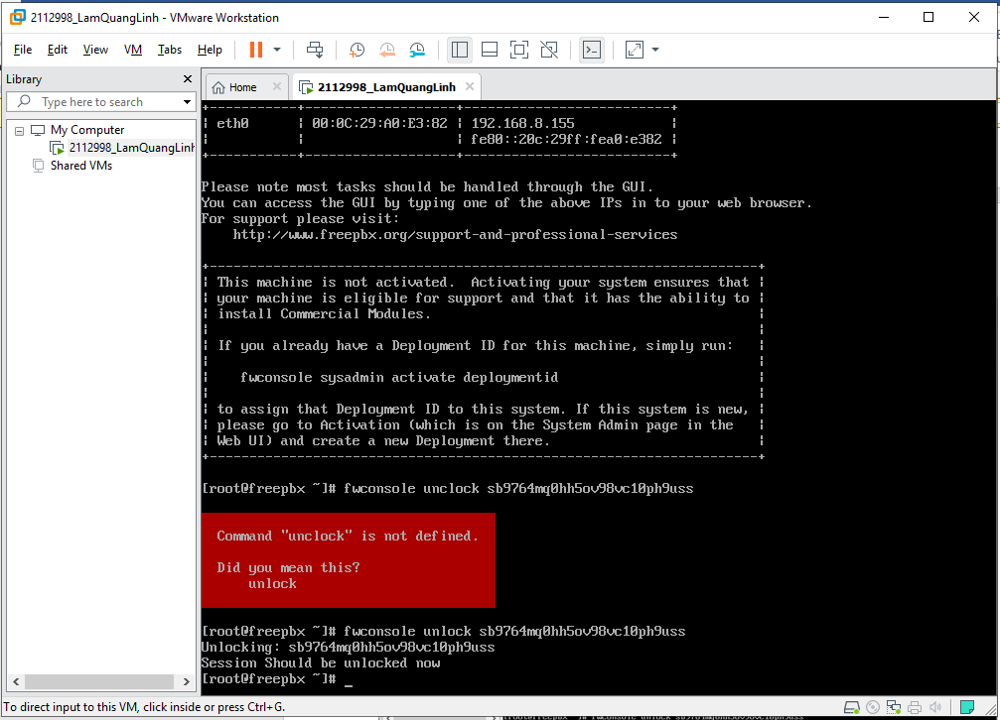 2112998_LamQuangLinh - VMware Workstation
File Edit View VM Tabs Help
Library
Type here to search
My Computer
2112998_LamQuangLinh
Shared VMs
Home
2112998_LamQuangLinh
+-----------+-------------------+--------------------------+
| eth0 | 00:0C:29:A0:E3:82 | 192.168.8.155 |
| | | fe80::20c:29ff:fea0:e382 |
+-----------+-------------------+--------------------------+
Please note most tasks should be handled through the GUI.
You can access the GUI by typing one of the above IPs in to your web browser.
For support please visit:
http://www.freepbx.org/support-and-professional-services
+---------------------------------------------------------------------+
| This machine is not activated. Activating your system ensures that |
| your machine is eligible for support and that it has the ability to |
| install Commercial Modules. |
| |
| If you already have a Deployment ID for this machine, simply run: |
| |
| fwconsole sysadmin activate deploymentid |
| |
| to assign that Deployment ID to this system. If this system is new, |
| please go to Activation (which is on the System Admin page in the |
| Web UI) and create a new Deployment there. |
+---------------------------------------------------------------------+
[root@freepbx ~]# fwconsole unclock sb9764mq0hh5ov98vc10ph9uss
Command "unclock" is not defined.
Did you mean this?
unlock
[root@freepbx ~]# fwconsole unlock sb9764mq0hh5ov98vc10ph9uss
Unlocking: sb9764mq0hh5ov98vc10ph9uss
Session Should be unlocked now
[root@freepbx ~]# _
To direct input to this VM, click inside or press Ctrl+G.